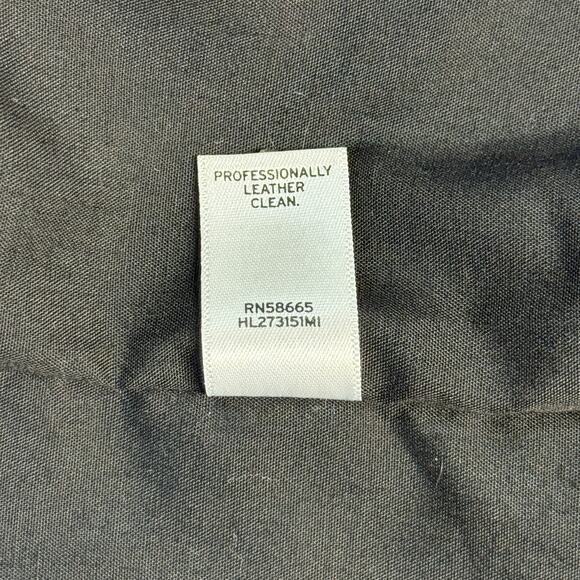 PROFESSIONALLY
LEATHER
CLEAN.
RN58665
HL273151MI